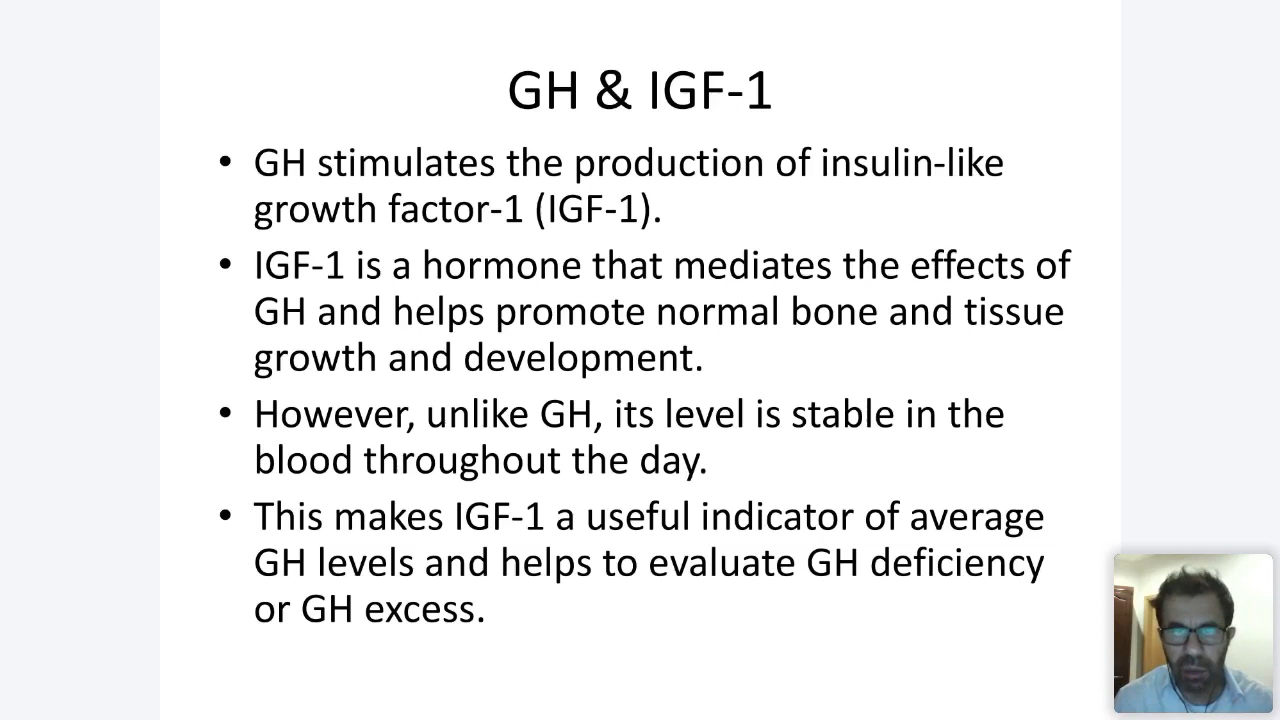 GH & IGF-1
• GH stimulates the production of insulin-like
growth factor-1 (IGF-1).
• IGF-1 is a hormone that mediates the effects of
GH and helps promote normal bone and tissue
growth and development.
• However, unlike GH, its level is stable in the
blood throughout the day.
• This makes IGF-1 a useful indicator of average
GH levels and helps to evaluate GH deficiency
or GH excess.